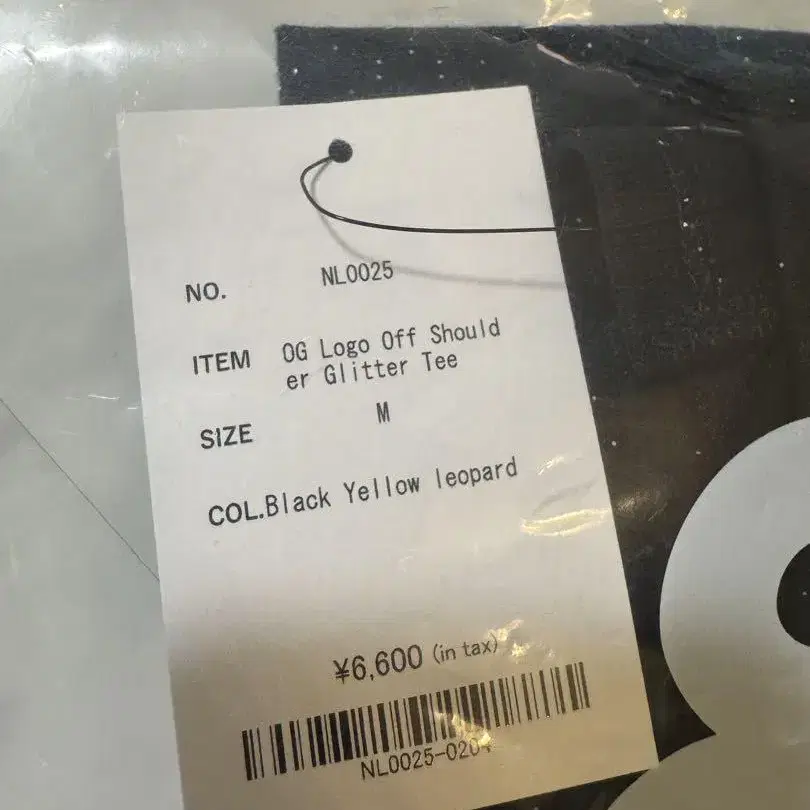 NO. NL0025
ITEM OG Logo Off Should
er Glitter Tee
SIZE M
COL.Black Yellow leopard
¥6,600 (in tax)
NL0025-0204